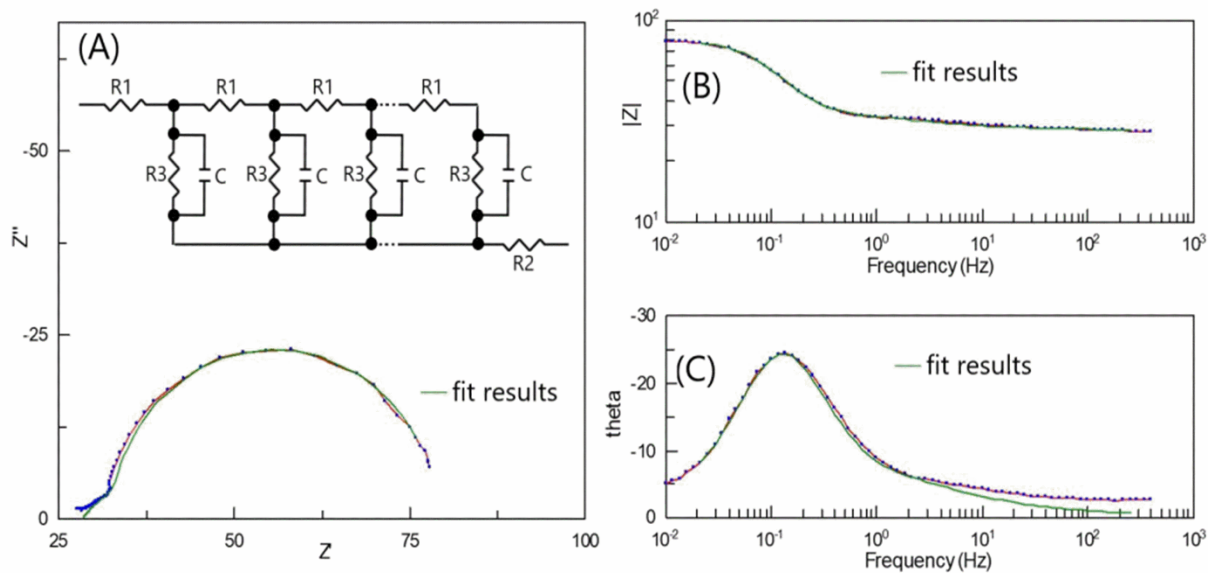 (A)
R1 R1 R1 R1
R3 C R3 C R3 C R3 C
R2
-50
-25
0
Z''
fit results
25 50 75 100
Z'
(B)
10²
10¹
|Z|
fit results
10⁻² 10⁻¹ 10⁰ 10¹ 10² 10³
Frequency (Hz)
(C)
-30
-20
-10
0
theta
fit results
10⁻² 10⁻¹ 10⁰ 10¹ 10² 10³
Frequency (Hz)